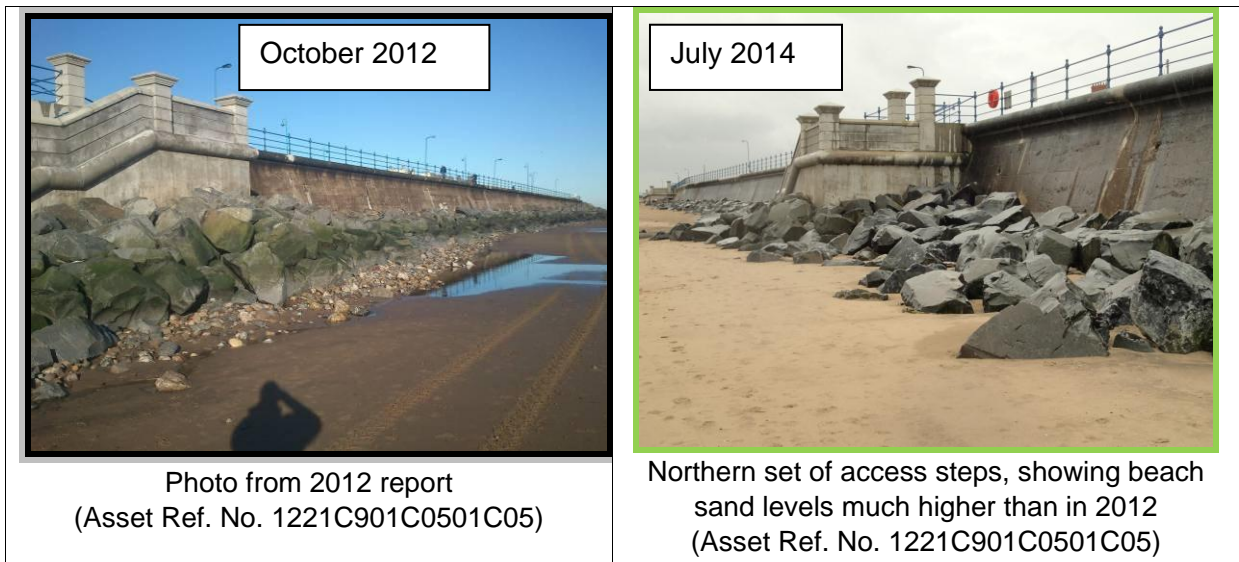 October 2012
Photo from 2012 report
(Asset Ref. No. 1221C901C0501C05)
July 2014
Northern set of access steps, showing beach
sand levels much higher than in 2012
(Asset Ref. No. 1221C901C0501C05)